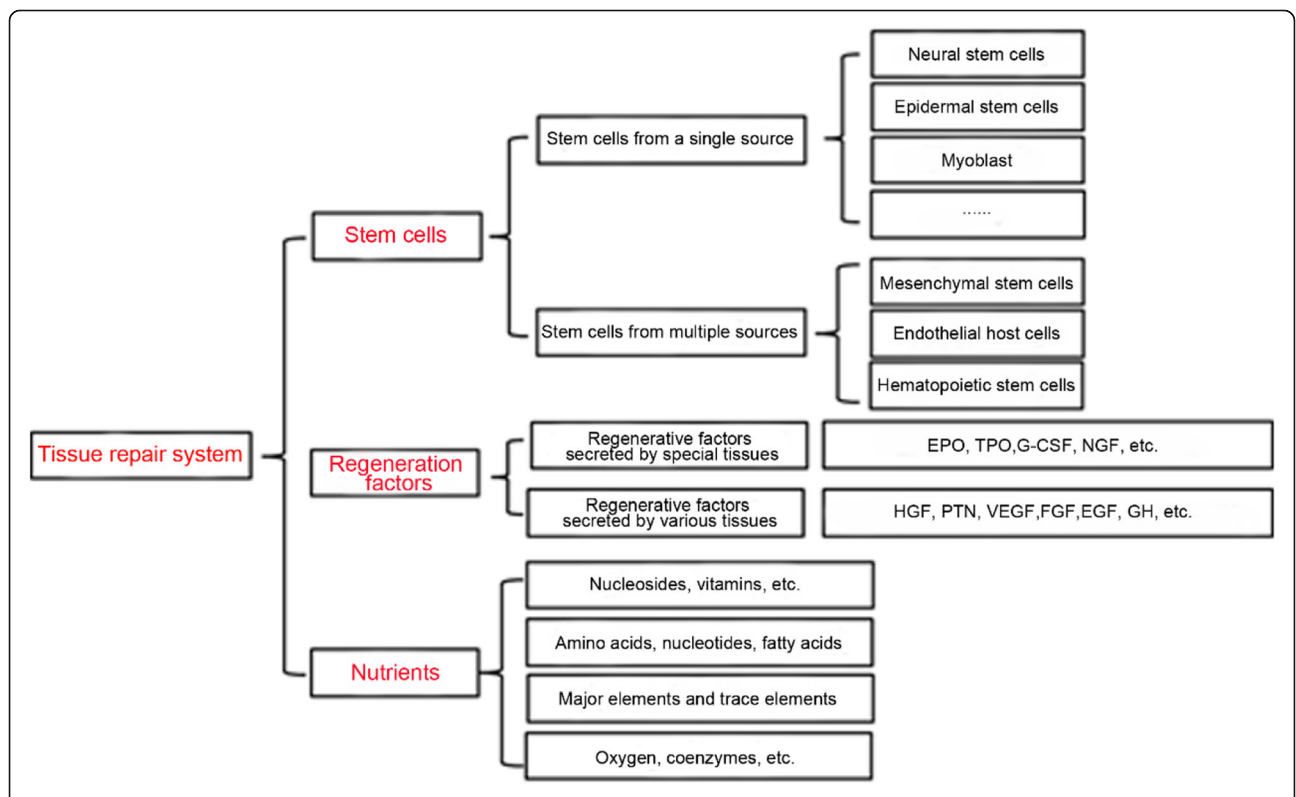 Neural stem cells
Epidermal stem cells
Stem cells from a single source
Myoblast
······
Stem cells
Mesenchymal stem cells
Stem cells from multiple sources
Endothelial host cells
Hematopoietic stem cells
Tissue repair system
Regeneration
factors
Regenerative factors
secreted by special tissues
EPO, TPO,G-CSF, NGF, etc.
Regenerative factors
secreted by various tissues
HGF, PTN, VEGF,FGF,EGF, GH, etc.
Nutrients
Nucleosides, vitamins, etc.
Amino acids, nucleotides, fatty acids
Major elements and trace elements
Oxygen, coenzymes, etc.